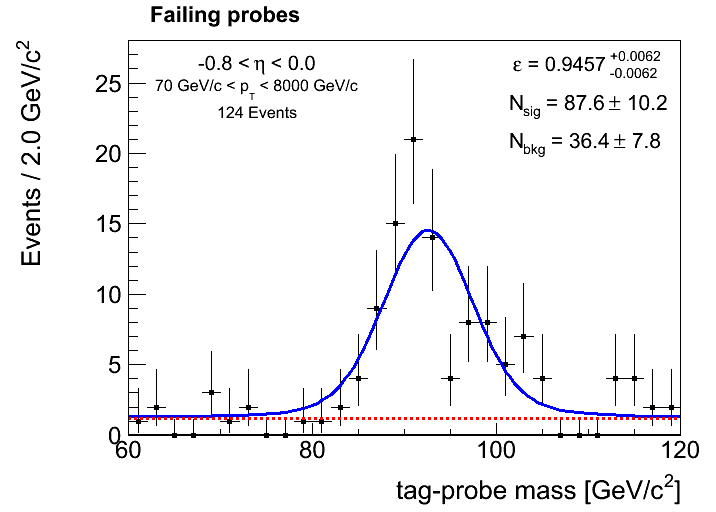 Failing probes
-0.8 < η < 0.0
70 GeV/c < p_T < 8000 GeV/c
124 Events
ε = 0.9457 +0.0062 -0.0062
N_sig = 87.6 ± 10.2
N_bkg = 36.4 ± 7.8
Events / 2.0 GeV/c²
25
20
15
10
5
0
60 80 100 120
tag-probe mass [GeV/c²]